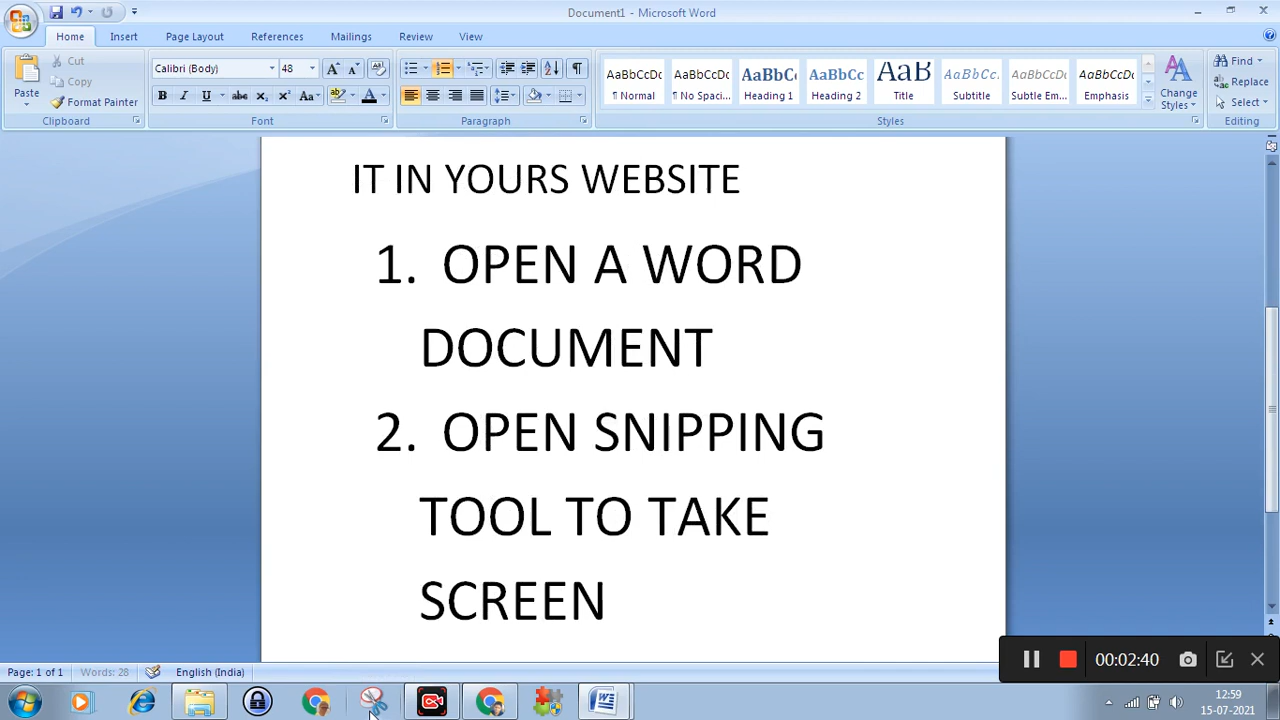 Document1 - Microsoft Word
Home Insert Page Layout References Mailings Review View
Paste
Cut
Copy
Format Painter
Clipboard
Calibri (Body) 48
Font
Paragraph
AaBbCcDc AaBbCcDc AaBbCc AaBbCc AaB AaBbCcDc AaBbCcDc AaBbCcDc
¶ Normal ¶ No Spaci... Heading 1 Heading 2 Title Subtitle Subtle Em... Emphasis
Change Styles
Styles
Find
Replace
Select
Editing
IT IN YOURS WEBSITE
1. OPEN A WORD
DOCUMENT
2. OPEN SNIPPING
TOOL TO TAKE
SCREEN
00:02:40
Page: 1 of 1 Words: 28 English (India)
12:59
15-07-2021